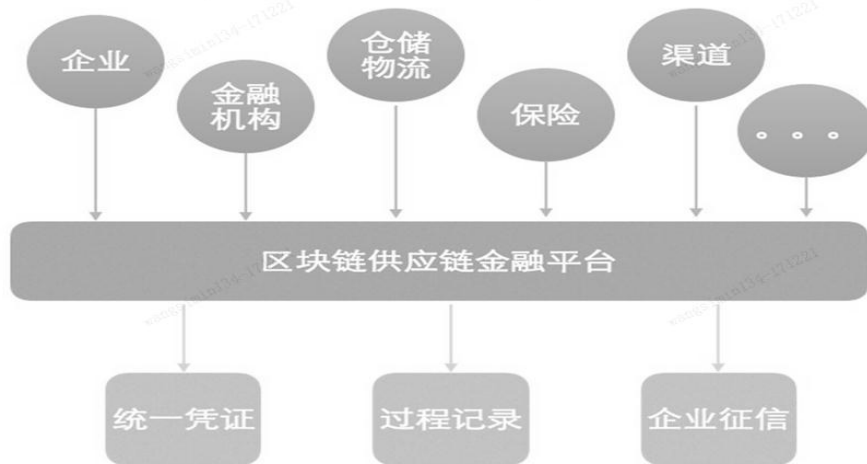 企业
金融
机构
仓储
物流
保险
渠道
。。。
区块链供应链金融平台
统一凭证
过程记录
企业征信